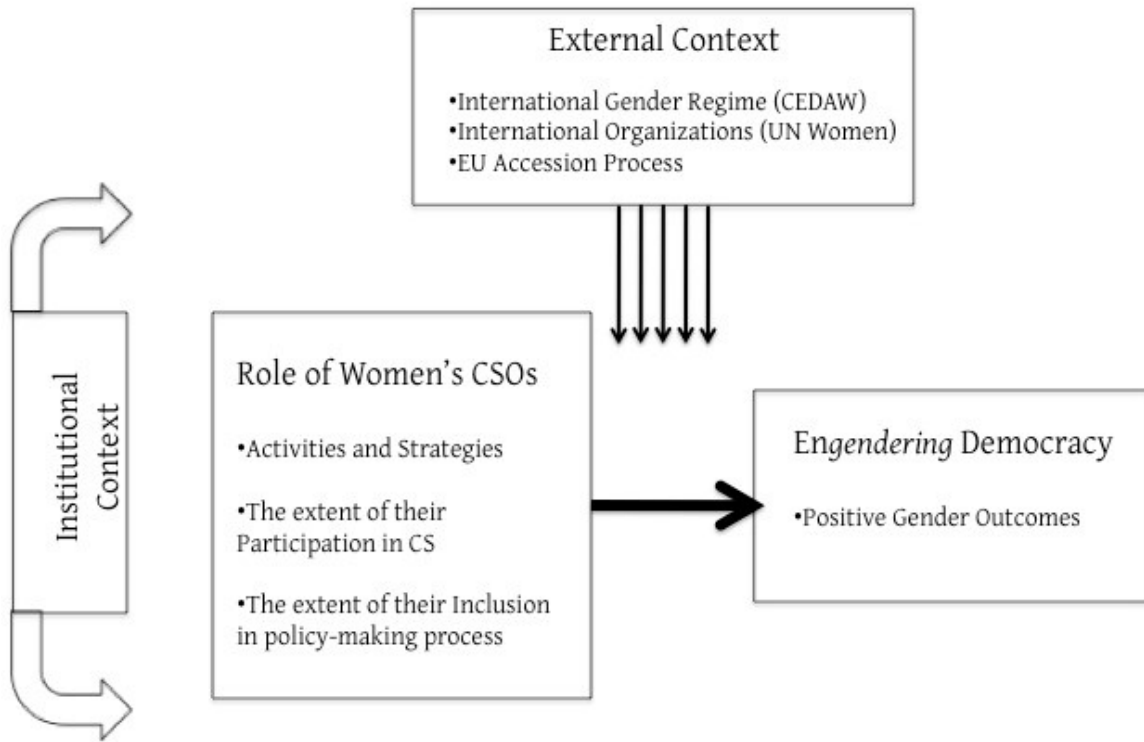 External Context
•International Gender Regime (CEDAW)
•International Organizations (UN Women)
•EU Accession Process
Institutional
Context
Role of Women’s CSOs
•Activities and Strategies
•The extent of their
Participation in CS
•The extent of their Inclusion
in policy-making process
Engendering Democracy
•Positive Gender Outcomes